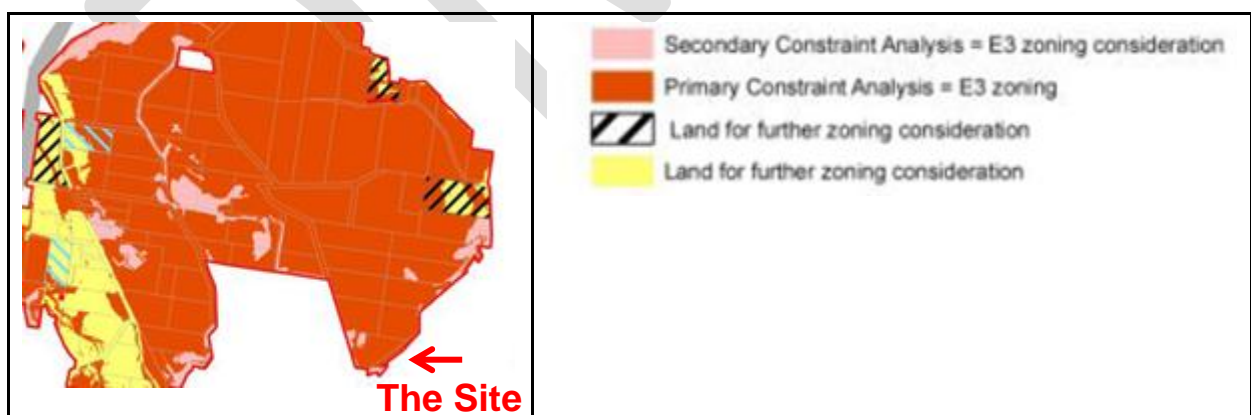 Secondary Constraint Analysis = E3 zoning consideration
Primary Constraint Analysis = E3 zoning
Land for further zoning consideration
Land for further zoning consideration
The Site